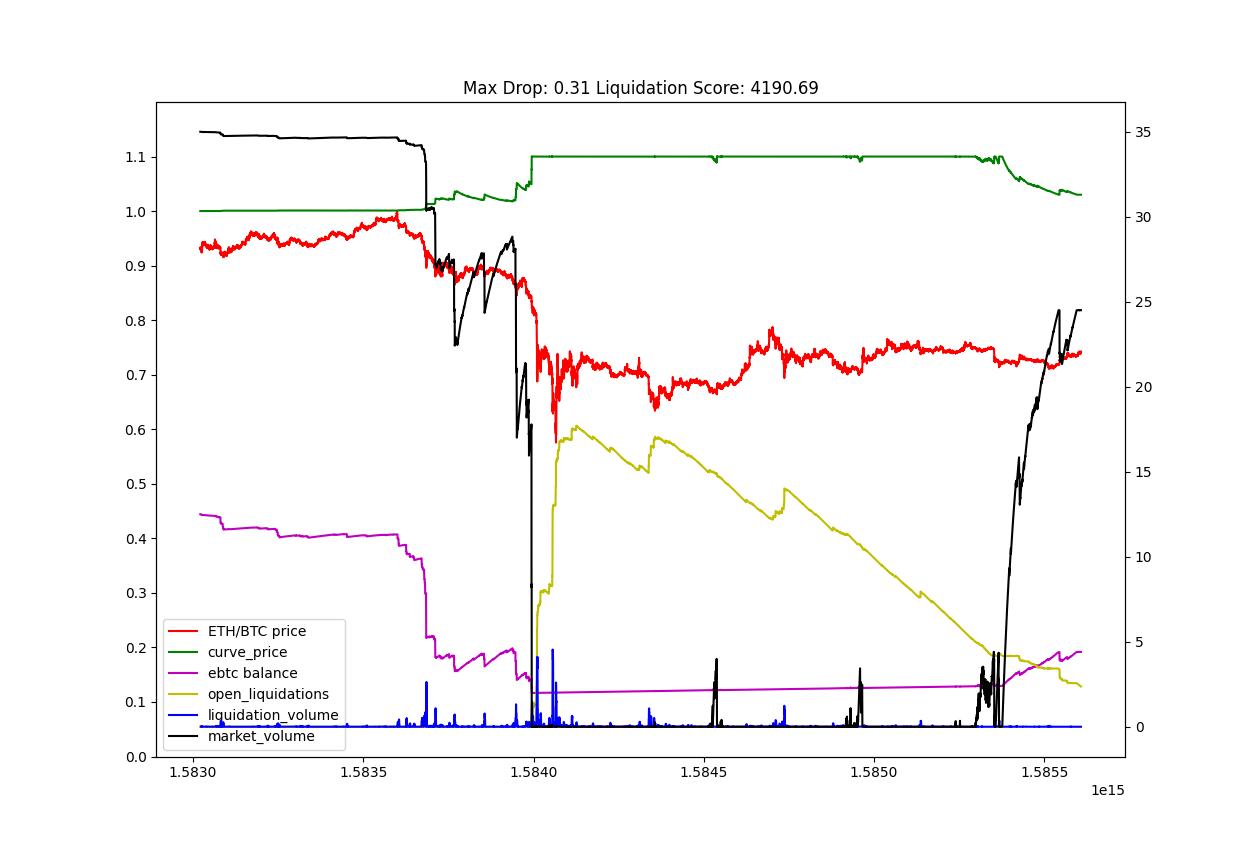 Max Drop: 0.31 Liquidation Score: 4190.69
1.1
1.0
0.9
0.8
0.7
0.6
0.5
0.4
0.3
0.2
0.1
0.0
35
30
25
20
15
10
5
0
ETH/BTC price
curve_price
ebtc balance
open_liquidations
liquidation_volume
market_volume
1.5830 1.5835 1.5840 1.5845 1.5850 1.5855
1e15